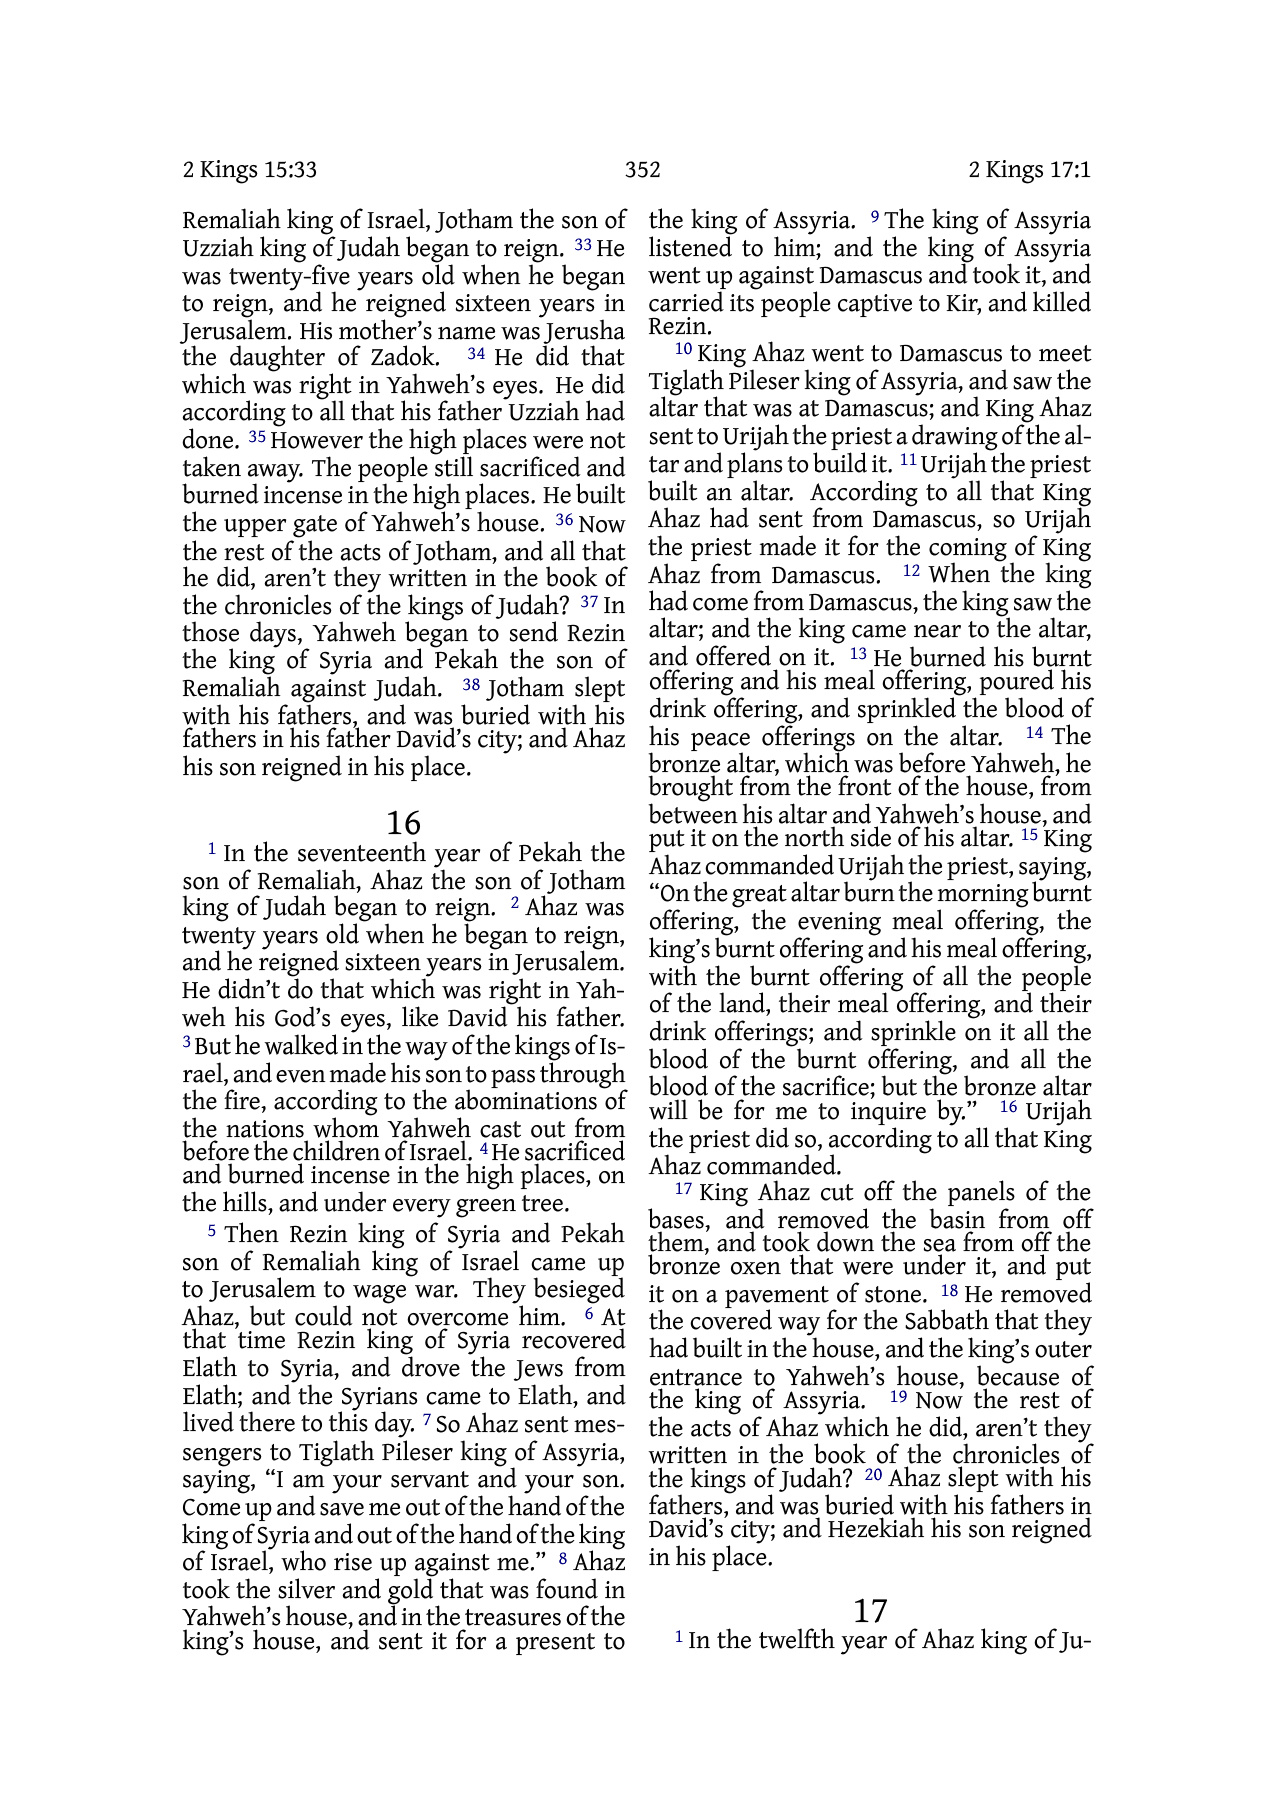 2 Kings 15:33 352 2 Kings 17:1
Remaliah king of Israel, Jotham the son of
Uzziah king of Judah began to reign. 33 He
was twenty-five years old when he began
to reign, and he reigned sixteen years in
Jerusalem. His mother’s name was Jerusha
the daughter of Zadok. 34 He did that
which was right in Yahweh’s eyes. He did
according to all that his father Uzziah had
done. 35 However the high places were not
taken away. The people still sacrificed and
burned incense in the high places. He built
the upper gate of Yahweh’s house. 36 Now
the rest of the acts of Jotham, and all that
he did, aren’t they written in the book of
the chronicles of the kings of Judah? 37 In
those days, Yahweh began to send Rezin
the king of Syria and Pekah the son of
Remaliah against Judah. 38 Jotham slept
with his fathers, and was buried with his
fathers in his father David’s city; and Ahaz
his son reigned in his place.
16
1 In the seventeenth year of Pekah the
son of Remaliah, Ahaz the son of Jotham
king of Judah began to reign. 2 Ahaz was
twenty years old when he began to reign,
and he reigned sixteen years in Jerusalem.
He didn’t do that which was right in Yah-
weh his God’s eyes, like David his father.
3 But he walked in the way of the kings of Is-
rael, and even made his son to pass through
the fire, according to the abominations of
the nations whom Yahweh cast out from
before the children of Israel. 4 He sacrificed
and burned incense in the high places, on
the hills, and under every green tree.
5 Then Rezin king of Syria and Pekah
son of Remaliah king of Israel came up
to Jerusalem to wage war. They besieged
Ahaz, but could not overcome him. 6 At
that time Rezin king of Syria recovered
Elath to Syria, and drove the Jews from
Elath; and the Syrians came to Elath, and
lived there to this day. 7 So Ahaz sent mes-
sengers to Tiglath Pileser king of Assyria,
saying, “I am your servant and your son.
Come up and save me out of the hand of the
king of Syria and out of the hand of the king
of Israel, who rise up against me.” 8 Ahaz
took the silver and gold that was found in
Yahweh’s house, and in the treasures of the
king’s house, and sent it for a present to
the king of Assyria. 9 The king of Assyria
listened to him; and the king of Assyria
went up against Damascus and took it, and
carried its people captive to Kir, and killed
Rezin.
10 King Ahaz went to Damascus to meet
Tiglath Pileser king of Assyria, and saw the
altar that was at Damascus; and King Ahaz
sent to Urijah the priest a drawing of the al-
tar and plans to build it. 11 Urijah the priest
built an altar. According to all that King
Ahaz had sent from Damascus, so Urijah
the priest made it for the coming of King
Ahaz from Damascus. 12 When the king
had come from Damascus, the king saw the
altar; and the king came near to the altar,
and offered on it. 13 He burned his burnt
offering and his meal offering, poured his
drink offering, and sprinkled the blood of
his peace offerings on the altar. 14 The
bronze altar, which was before Yahweh, he
brought from the front of the house, from
between his altar and Yahweh’s house, and
put it on the north side of his altar. 15 King
Ahaz commanded Urijah the priest, saying,
“On the great altar burn the morning burnt
offering, the evening meal offering, the
king’s burnt offering and his meal offering,
with the burnt offering of all the people
of the land, their meal offering, and their
drink offerings; and sprinkle on it all the
blood of the burnt offering, and all the
blood of the sacrifice; but the bronze altar
will be for me to inquire by.” 16 Urijah
the priest did so, according to all that King
Ahaz commanded.
17 King Ahaz cut off the panels of the
bases, and removed the basin from off
them, and took down the sea from off the
bronze oxen that were under it, and put
it on a pavement of stone. 18 He removed
the covered way for the Sabbath that they
had built in the house, and the king’s outer
entrance to Yahweh’s house, because of
the king of Assyria. 19 Now the rest of
the acts of Ahaz which he did, aren’t they
written in the book of the chronicles of
the kings of Judah? 20 Ahaz slept with his
fathers, and was buried with his fathers in
David’s city; and Hezekiah his son reigned
in his place.
17
1 In the twelfth year of Ahaz king of Ju-